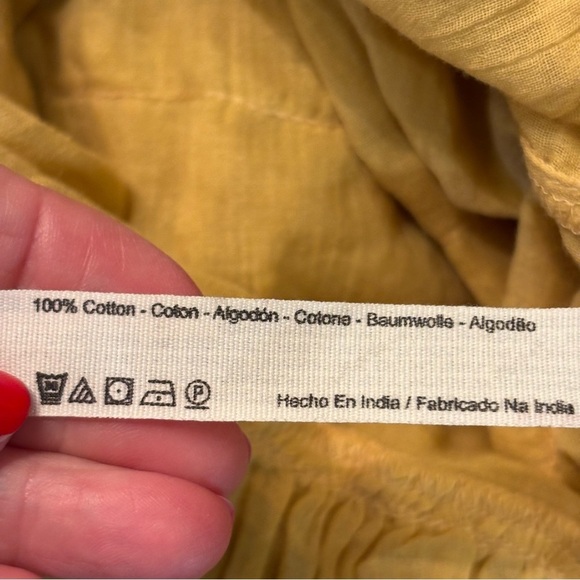 100% Cotton - Coton - Algodón - Cotone - Baumwolle - Algodão
P
Hecho En India / Fabricado Na India